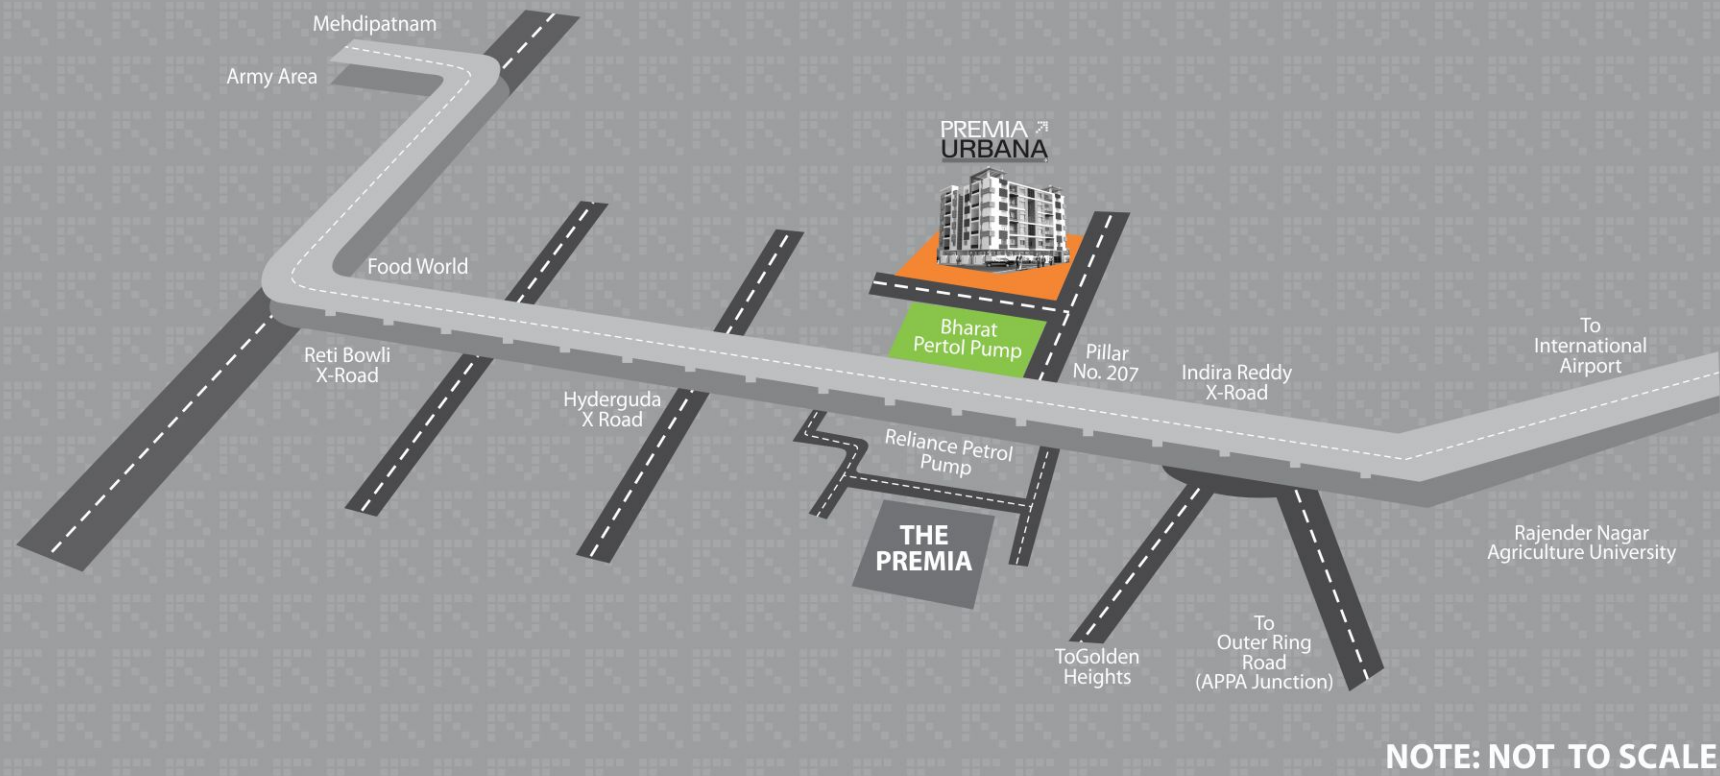 Mehdipatnam
Army Area
PREMIA
URBANA
Food World
Bharat
Pertol Pump
Reti Bowli
X-Road
Hyderguda
X Road
Pillar
No. 207
Indira Reddy
X-Road
To
International
Airport
Reliance Petrol
Pump
THE
PREMIA
Rajender Nagar
Agriculture University
ToGolden
Heights
To
Outer Ring
Road
(APPA Junction)
NOTE: NOT TO SCALE